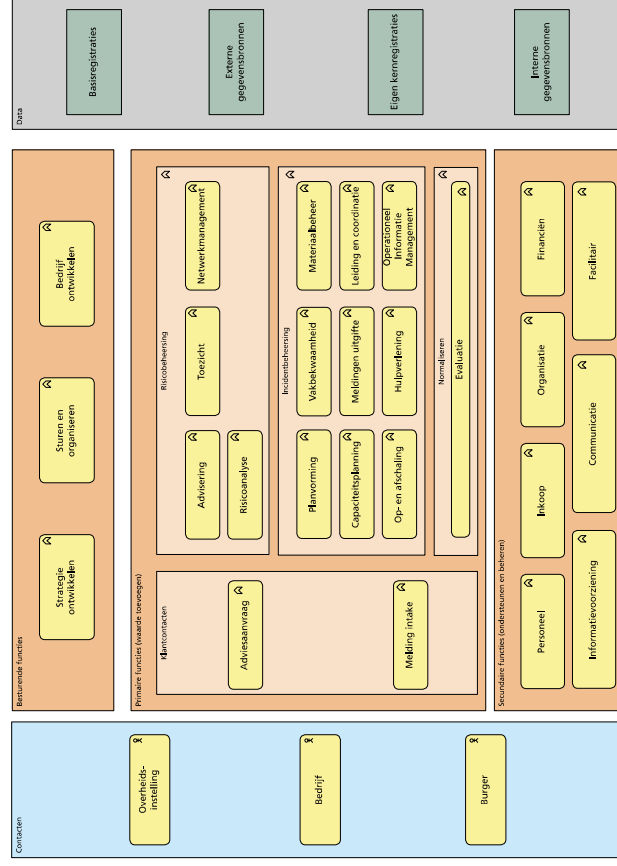 Contacten
Overheids-
instelling
Bedrijf
Burger
Besturende functies
Strategie
ontwikkelen
Sturen en
organiseren
Bedrijf
ontwikkelen
Primaire functies (waarde toevoegen)
Klantcontacten
Adviesaanvraag
Melding intake
Risicobeheersing
Advisering
Toezicht
Netwerkmanagement
Risicoanalyse
Incidentbeheersing
Planvorming
Vakbekwaamheid
Materiaalbeheer
Capaciteitsplanning
Meldingen uitgifte
Leiding en coordinatie
Op- en afschaling
Hulpverlening
Operationeel
Informatie
Management
Normaliseren
Evaluatie
Secundaire functies (ondersteunen en beheren)
Personeel
Inkoop
Organisatie
Financiën
Informatievoorziening
Communicatie
Facilitair
Data
Basisregistraties
Externe
gegevensbronnen
Eigen kernregistraties
Interne
gegevensbronnen